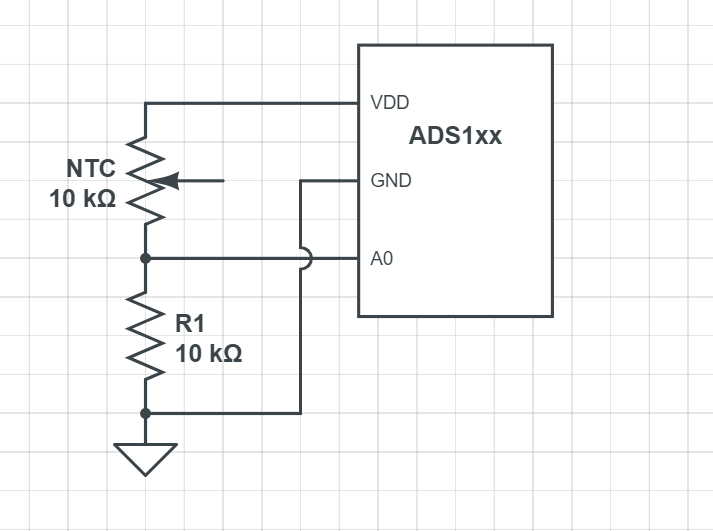 VDD
ADS1xx
NTC
10 kΩ
GND
A0
R1
10 kΩ